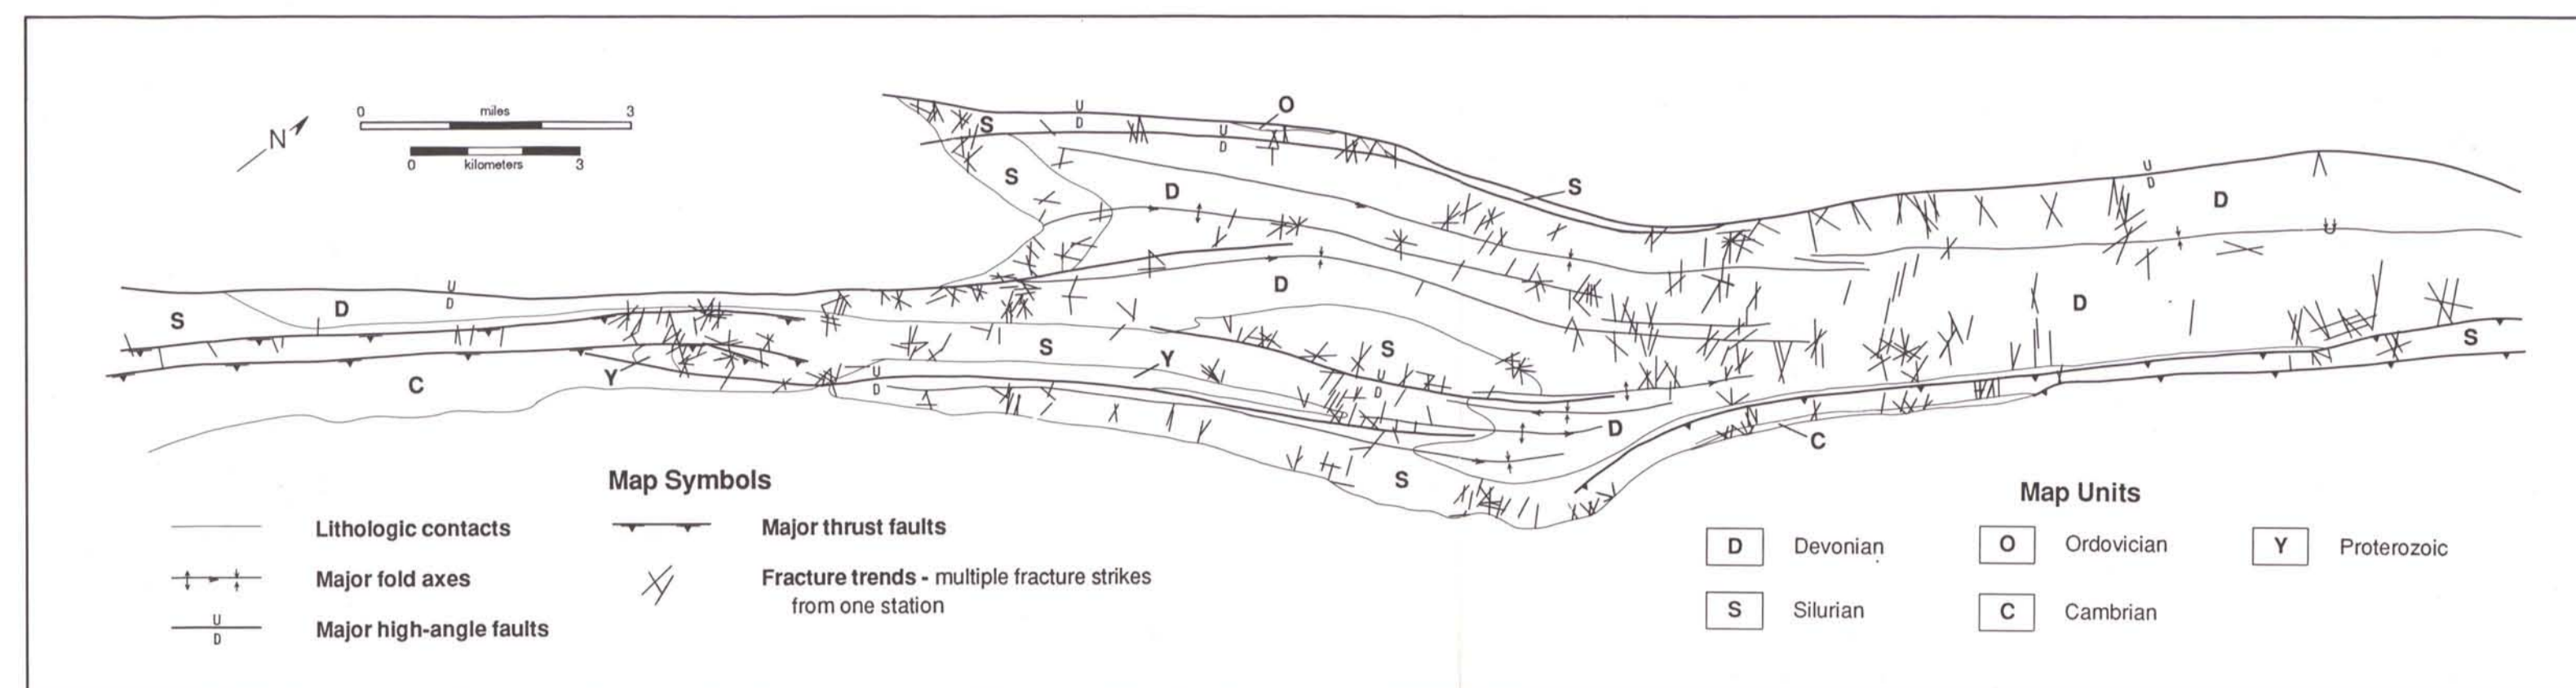 N
0 miles 3
0 kilometers 3
O
U
D
S
U
D
S
D
S
U
D
D
U
U
D
S
D
D
D
S
S
Y
S
U
D
C
Y
U
D
D
C
S
Map Symbols
Lithologic contacts
Major fold axes
U
D
Major high-angle faults
Major thrust faults
Fracture trends - multiple fracture strikes
from one station
Map Units
D Devonian
O Ordovician
Y Proterozoic
S Silurian
C Cambrian